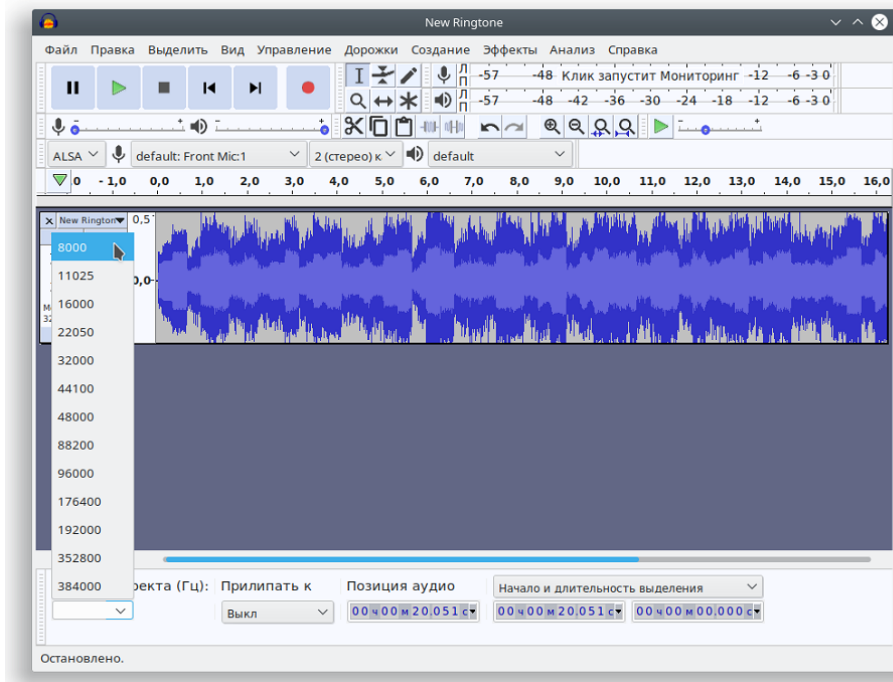 New Ringtone
Файл Правка Выделить Вид Управление Дорожки Создание Эффекты Анализ Справка
Л П -57 -48 Клик запустит Мониторинг -12 -6 -3 0
Л П -57 -48 -42 -36 -30 -24 -18 -12 -6 -3 0
- + - + - +
ALSA default: Front Mic:1 2 (стерео) к default
0 - 1,0 0,0 1,0 2,0 3,0 4,0 5,0 6,0 7,0 8,0 9,0 10,0 11,0 12,0 13,0 14,0 15,0 16,0
New Rington 0,5
8000
11025
0,0
16000
22050
32000
44100
48000
88200
96000
176400
192000
352800
384000
екта (Гц): Прилипать к Позиция аудио Начало и длительность выделения
Выкл 00 ч 00 м 20,051 с 00 ч 00 м 20,051 с 00 ч 00 м 00,000 с
Остановлено.